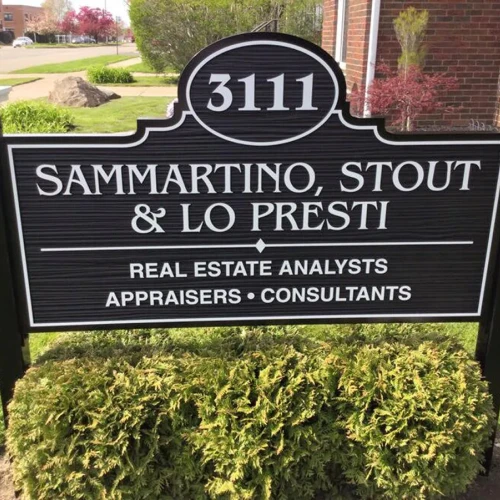 3111
SAMMARTINO, STOUT
& LO PRESTI
REAL ESTATE ANALYSTS
APPRAISERS • CONSULTANTS